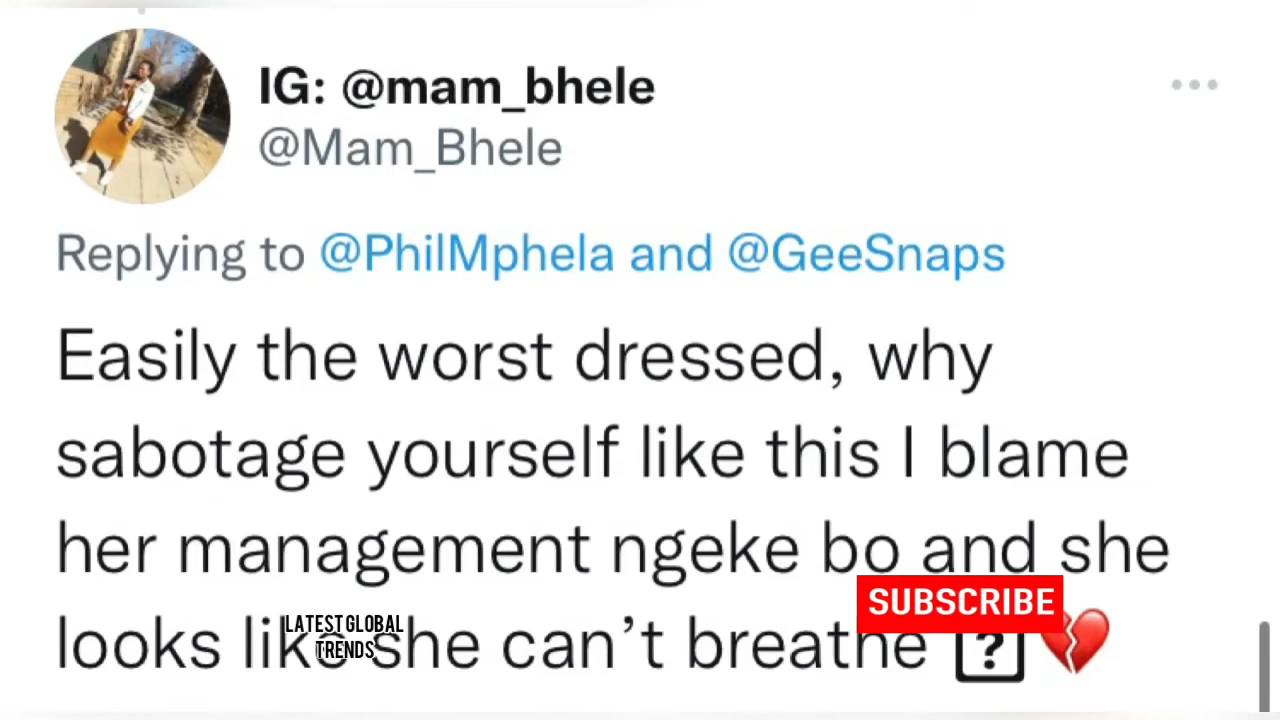 IG: @mam_bhele
@Mam_Bhele
Replying to @PhilMphela and @GeeSnaps
Easily the worst dressed, why
sabotage yourself like this I blame
her management ngeke bo and she
looks like she can't breathe ?💔
SUBSCRIBE
LATEST GLOBAL
TRENDS